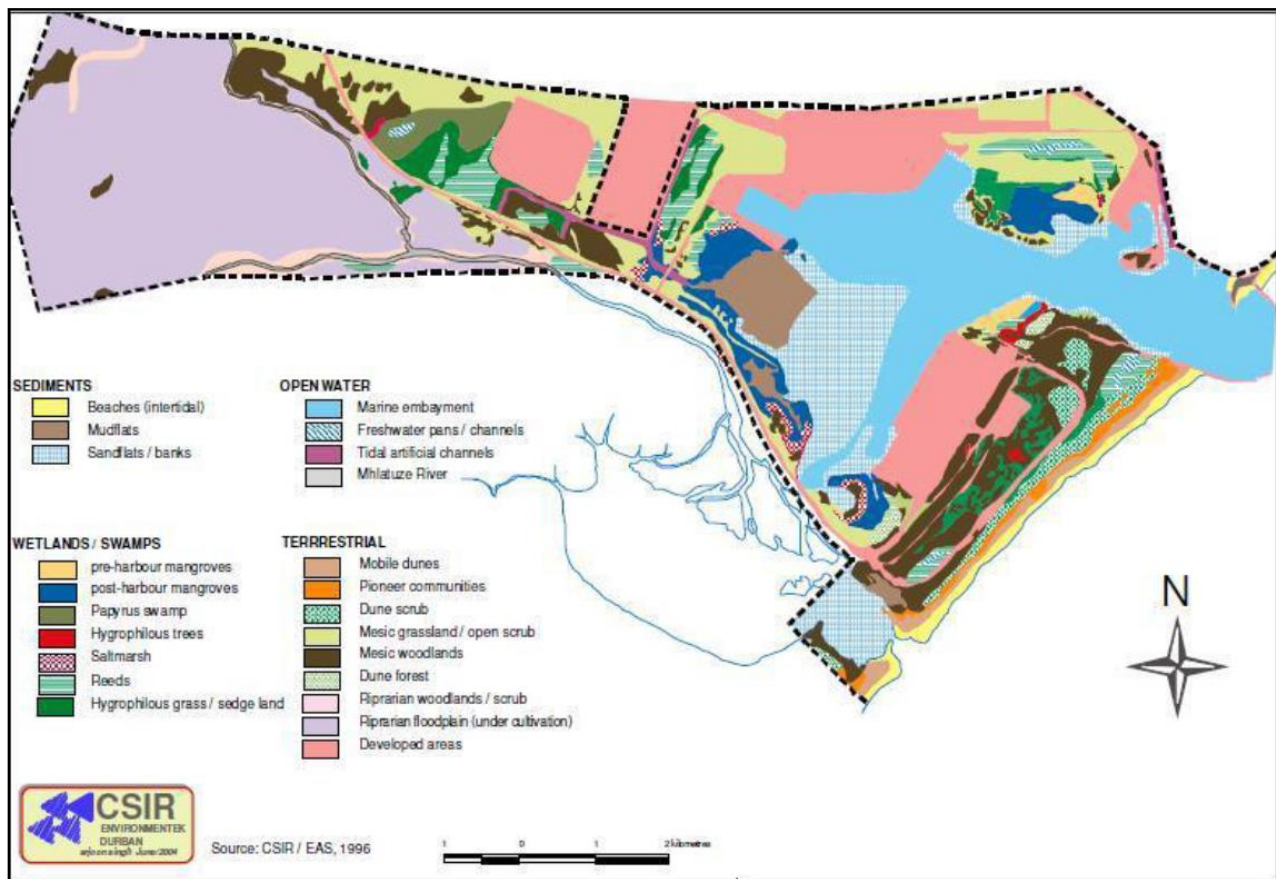 SEDIMENTS
Beaches (intertidal)
Mudflats
Sandflats / banks
OPEN WATER
Marine embayment
Freshwater pans / channels
Tidal artificial channels
Mhlatuze River
WETLANDS / SWAMPS
pre-harbour mangroves
post-harbour mangroves
Papyrus swamp
Hygrophilous trees
Saltmarsh
Reeds
Hygrophilous grass / sedge land
TERRRESTRIAL
Mobile dunes
Pioneer communities
Dune scrub
Mesic grassland / open scrub
Mesic woodlands
Dune forest
Riprarian woodlands / scrub
Riprarian floodplain (under cultivation)
Developed areas
N
CSIR
ENVIRONMENTEK
DURBAN
June/2004
Source: CSIR / EAS, 1996
1 0 1 2 kilometres